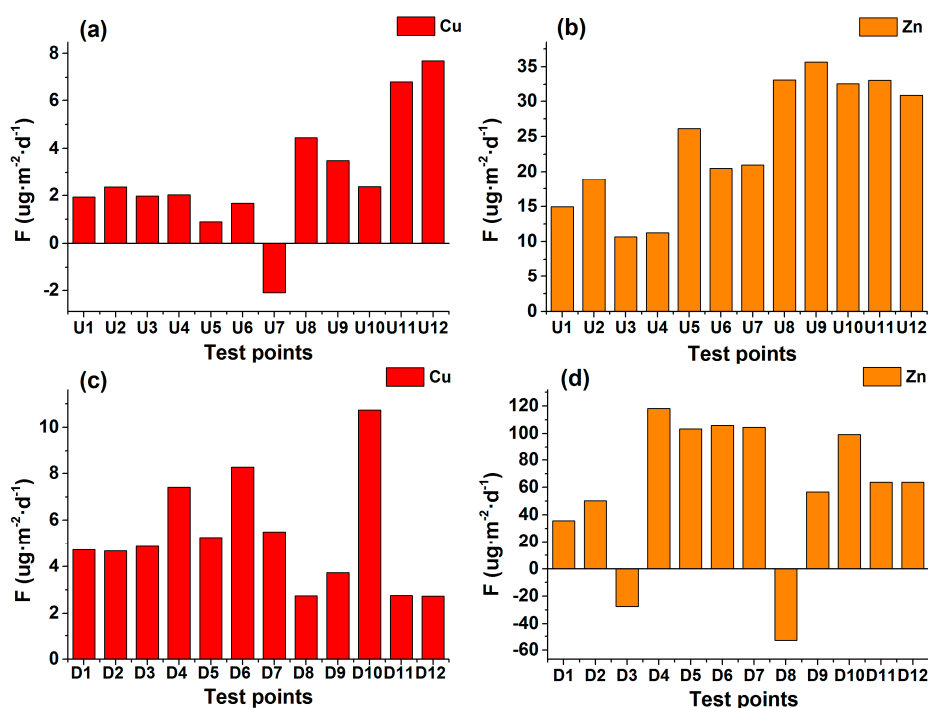 (a)
Cu
8
6
4
2
0
-2
F (ug·m⁻²·d⁻¹)
U1 U2 U3 U4 U5 U6 U7 U8 U9 U10 U11 U12
Test points
(b)
Zn
35
30
25
20
15
10
5
0
F (ug·m⁻²·d⁻¹)
U1 U2 U3 U4 U5 U6 U7 U8 U9 U10 U11 U12
Test points
(c)
Cu
10
8
6
4
2
0
F (ug·m⁻²·d⁻¹)
D1 D2 D3 D4 D5 D6 D7 D8 D9 D10 D11 D12
Test points
(d)
Zn
120
100
80
60
40
20
0
-20
-40
-60
F (ug·m⁻²·d⁻¹)
D1 D2 D3 D4 D5 D6 D7 D8 D9 D10 D11 D12
Test points